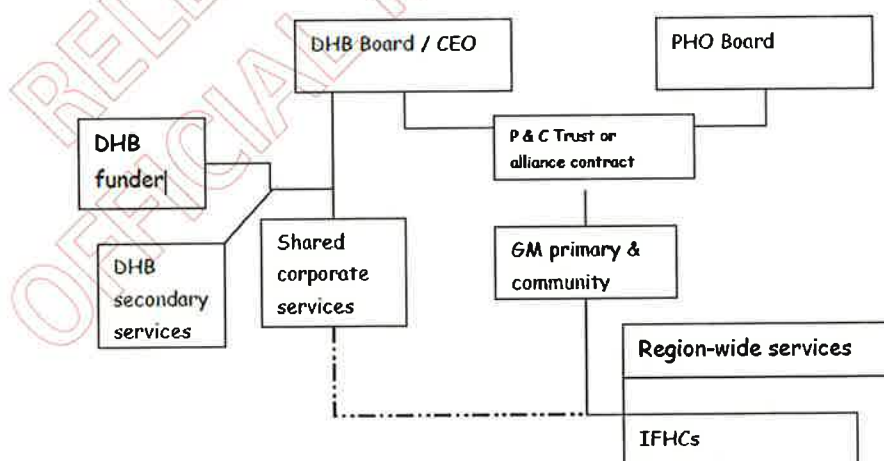 DHB Board / CEO
PHO Board
P & C Trust or
alliance contract
DHB
funder
DHB
secondary
services
Shared
corporate
services
GM primary &
community
Region-wide services
IFHCs
OFFICIAL